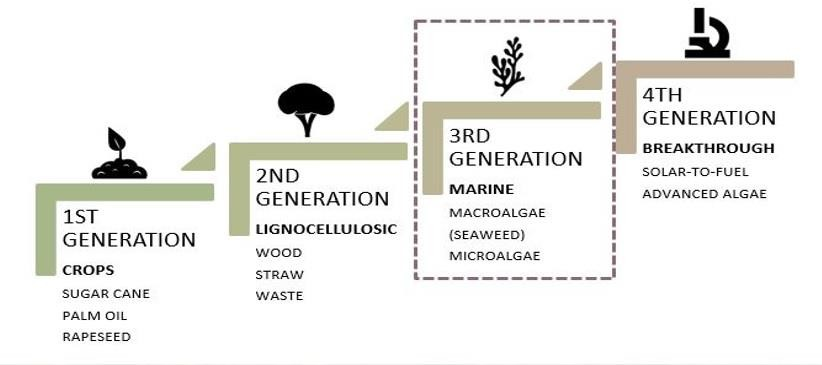 1ST
GENERATION
CROPS
SUGAR CANE
PALM OIL
RAPESEED
2ND
GENERATION
LIGNOCELLULOSIC
WOOD
STRAW
WASTE
3RD
GENERATION
MARINE
MACROALGAE
(SEAWEED)
MICROALGAE
4TH
GENERATION
BREAKTHROUGH
SOLAR-TO-FUEL
ADVANCED ALGAE